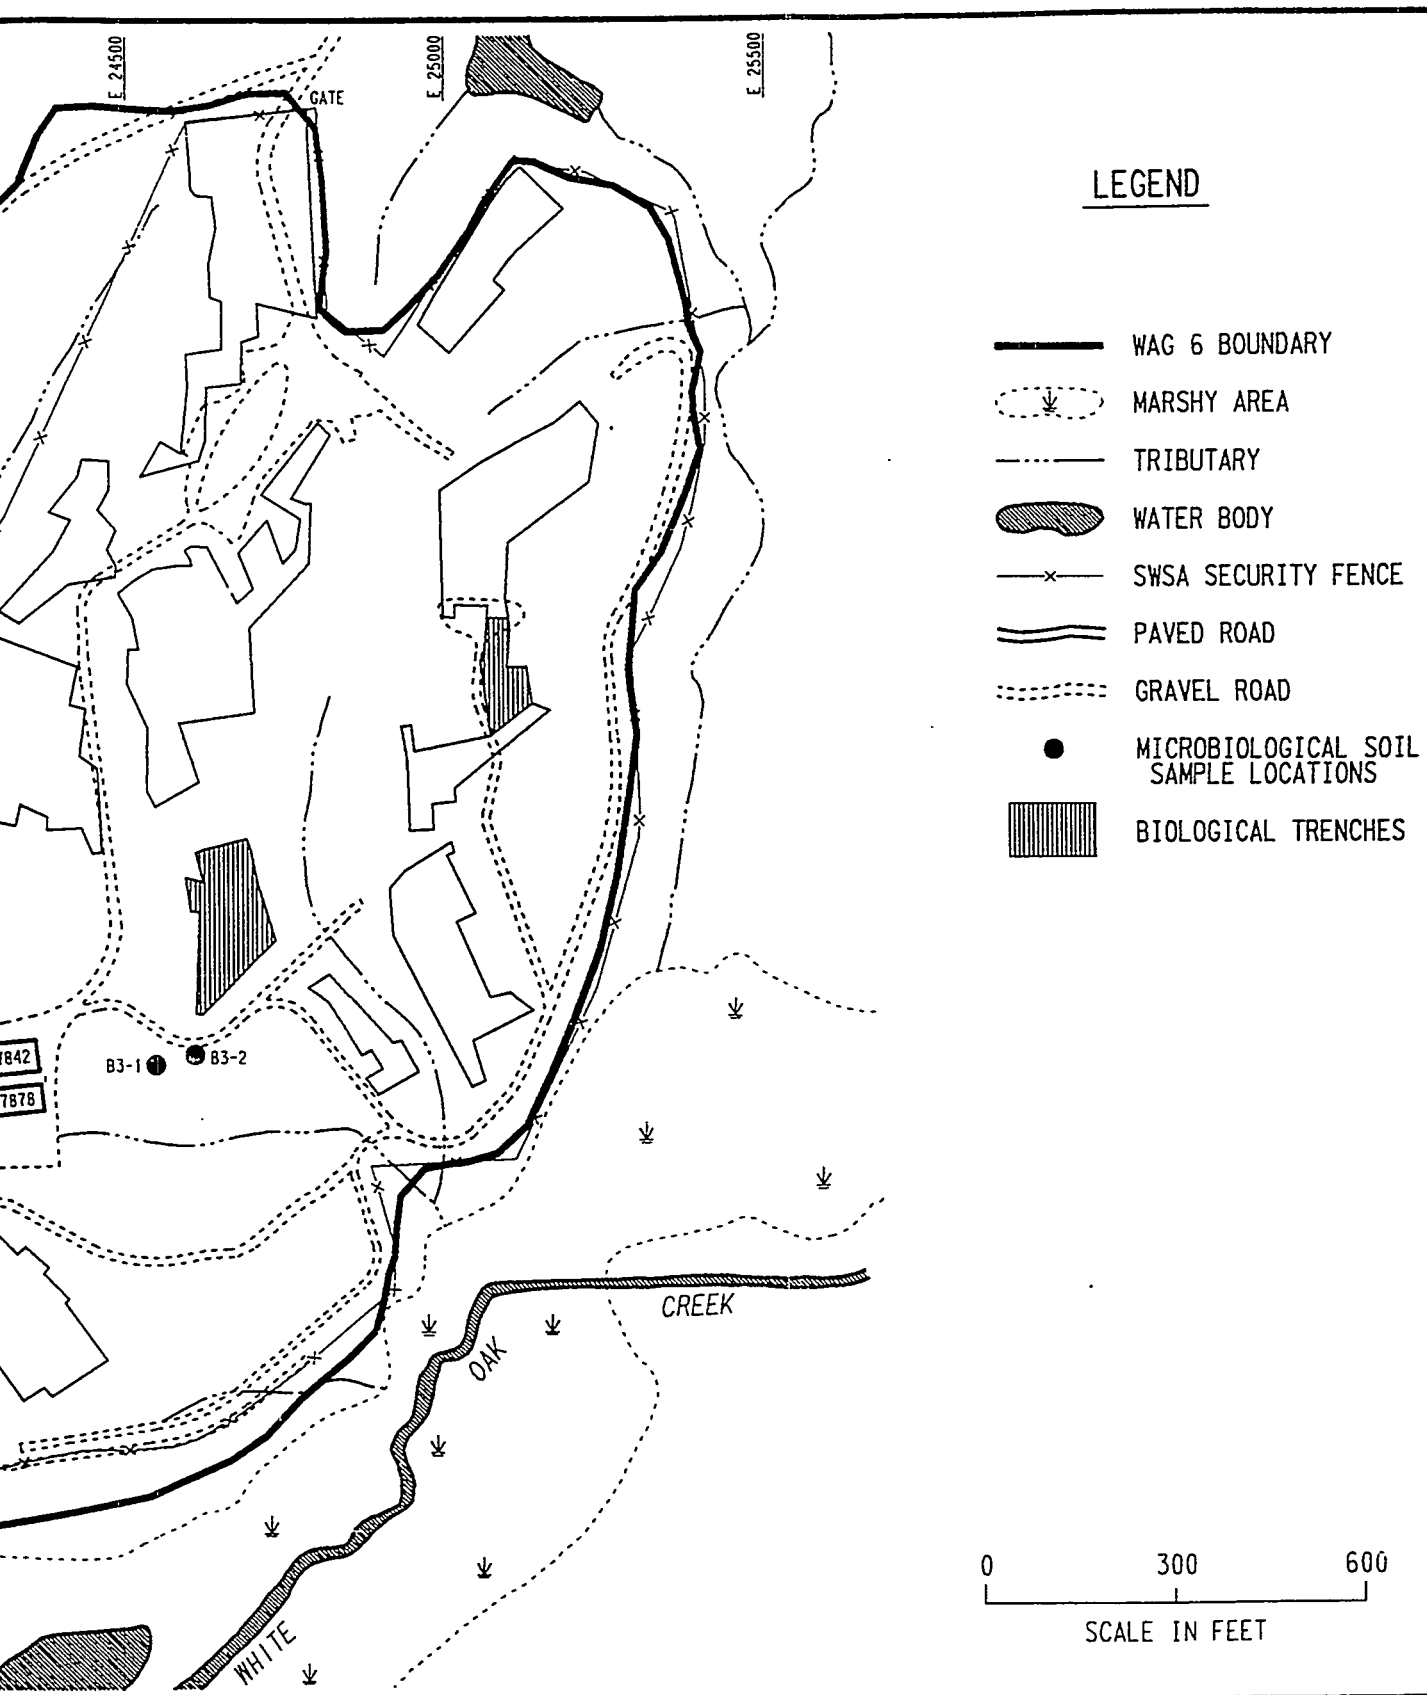 E 24500
E 25000
E 25500
GATE
LEGEND
WAG 6 BOUNDARY
MARSHY AREA
TRIBUTARY
WATER BODY
SWSA SECURITY FENCE
PAVED ROAD
GRAVEL ROAD
MICROBIOLOGICAL SOIL
SAMPLE LOCATIONS
BIOLOGICAL TRENCHES
7842
B3-1
B3-2
7878
CREEK
OAK
WHITE
0 300 600
SCALE IN FEET